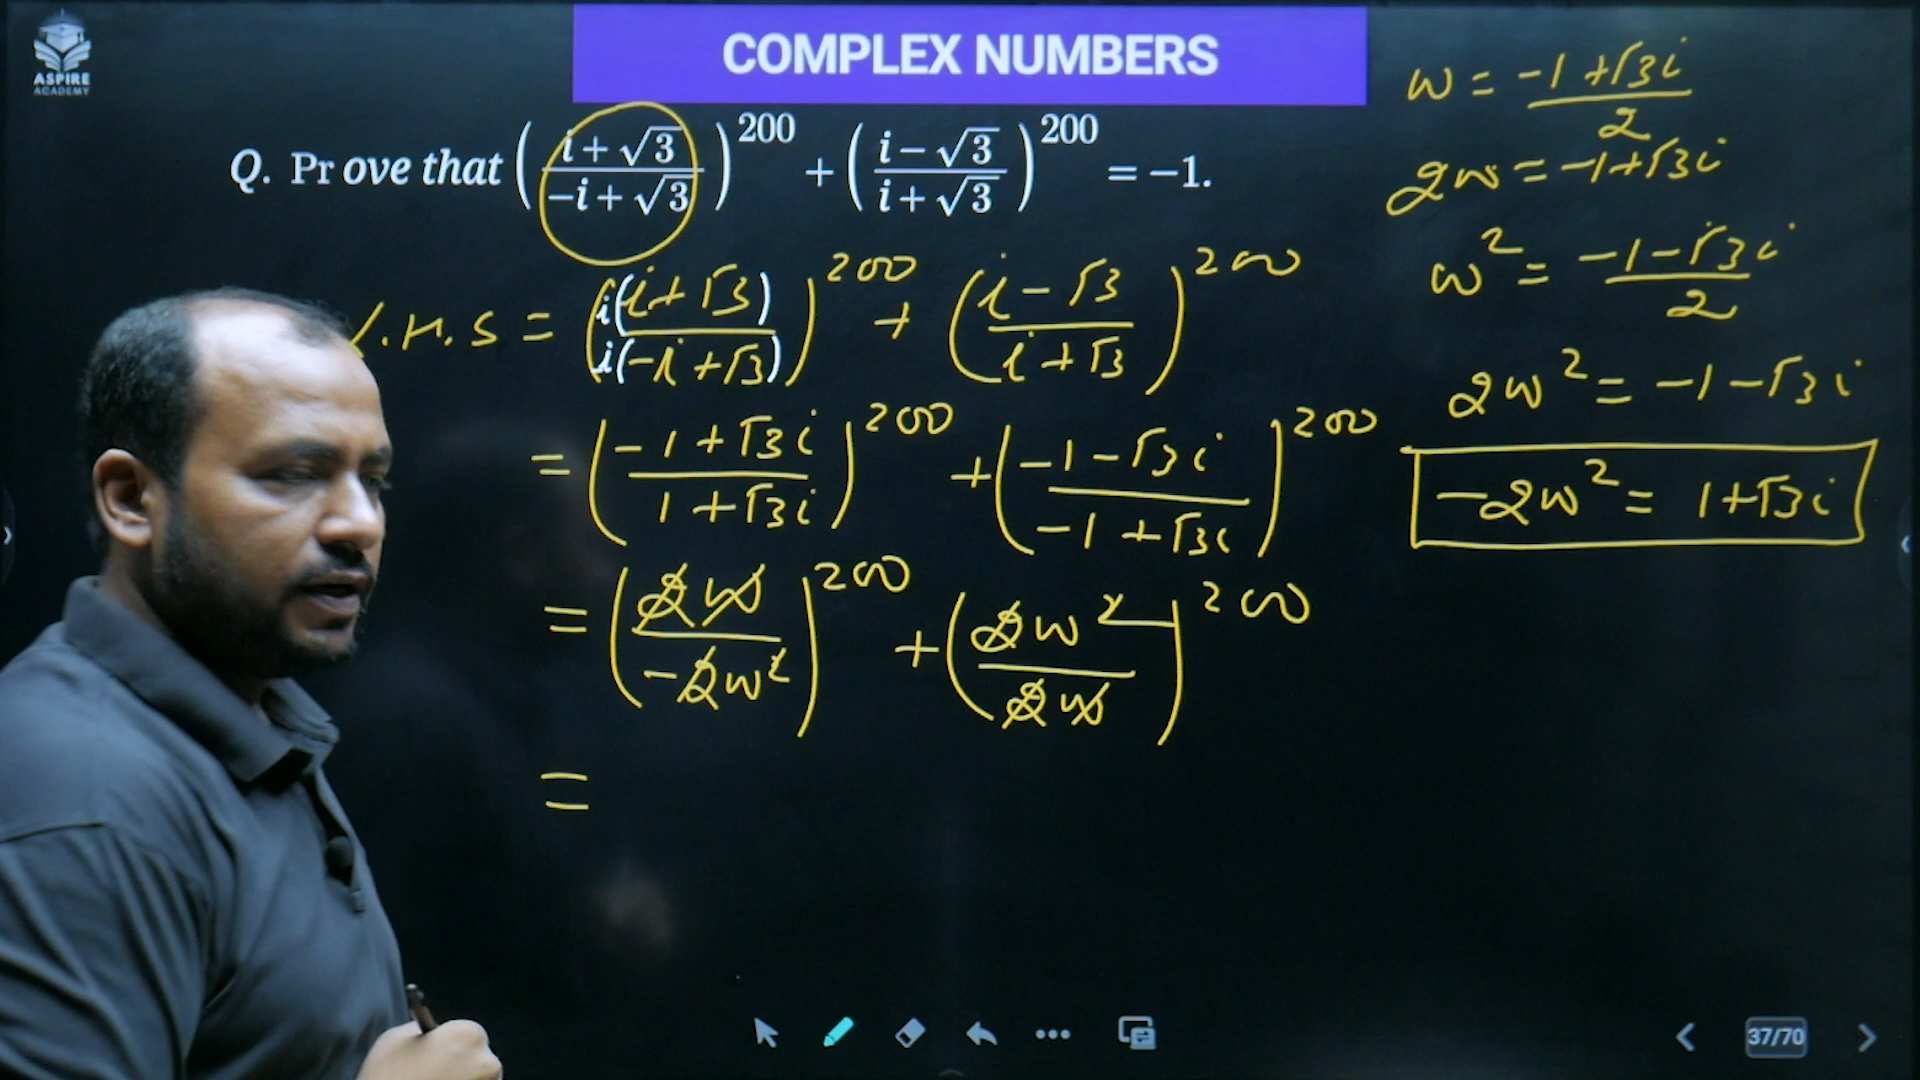 ASPIRE
ACADEMY
COMPLEX NUMBERS
Q. Pr ove that ((i + √3)/(-i + √3))^200 + ((i - √3)/(i + √3))^200 = -1.
L.H.S = (i(i + √3)/i(-i + √3))^200 + ((i - √3)/(i + √3))^200
= ((-1 + √3i)/(1 + √3i))^200 + ((-1 - √3i)/(-1 + √3i))^200
= (2w/-2w²)^200 + (2w²/2w)^200
=
w = (-1 + √3i)/2
2w = -1 + √3i
w² = (-1 - √3i)/2
2w² = -1 - √3i
-2w² = 1 + √3i
37/70